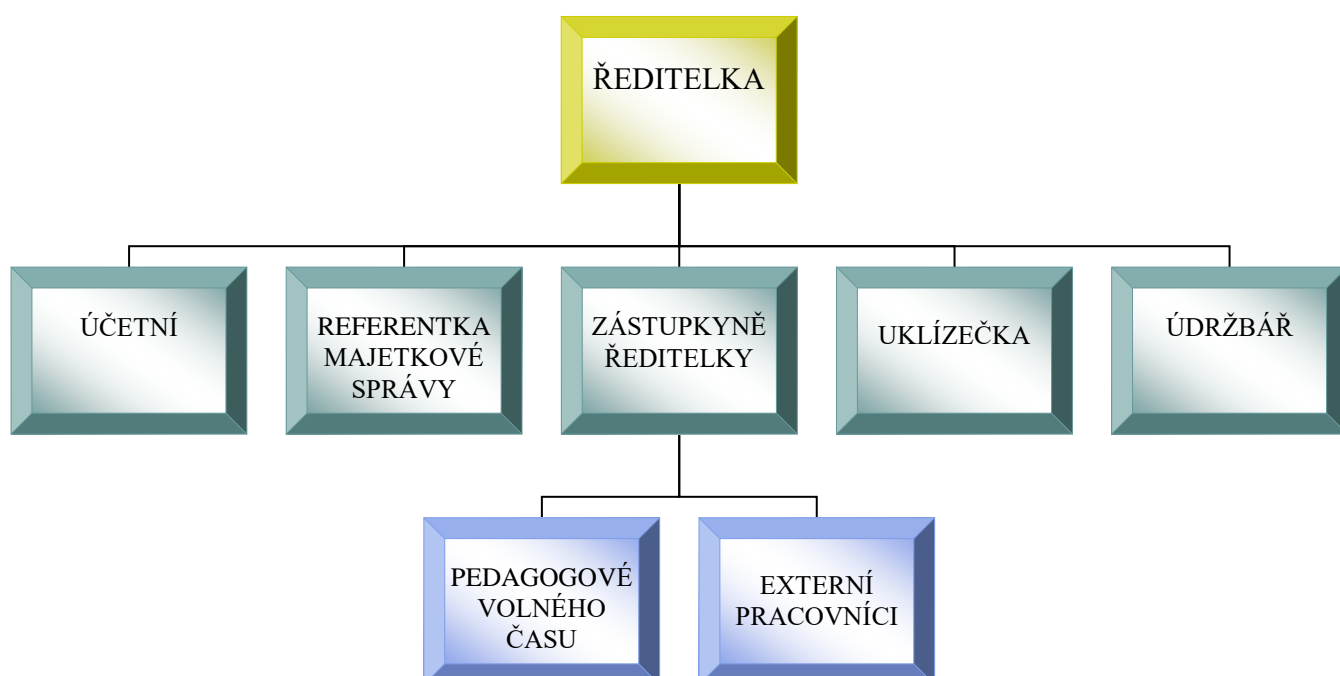 ŘEDITELKA
ÚČETNÍ
REFERENTKA
MAJETKOVÉ
SPRÁVY
ZÁSTUPKYNĚ
ŘEDITELKY
UKLÍZEČKA
ÚDRŽBÁŘ
PEDAGOGOVÉ
VOLNÉHO
ČASU
EXTERNÍ
PRACOVNÍCI